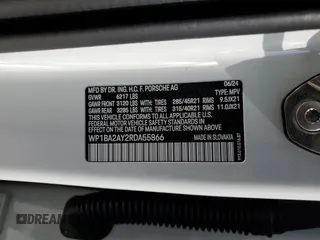 MFD BY DR. ING. H.C. F. PORSCHE AG 06/24
GVWR 6217 LBS TYPE: MPV
GAWR FRONT 3120 LBS WITH TIRES 285/45R21 RIMS 9.5JX21
GAWR REAR 3285 LBS WITH TIRES 315/40R21 RIMS 11.0JX21
THIS VEHICLE CONFORMS TO ALL APPLICABLE
FEDERAL MOTOR VEHICLE SAFETY STANDARDS
IN EFFECT ON THE DATE OF MANUFACTURE SHOWN ABOVE.
WP1BA2AY2RDA55866 MADE IN SLOVAKIA
DREAM